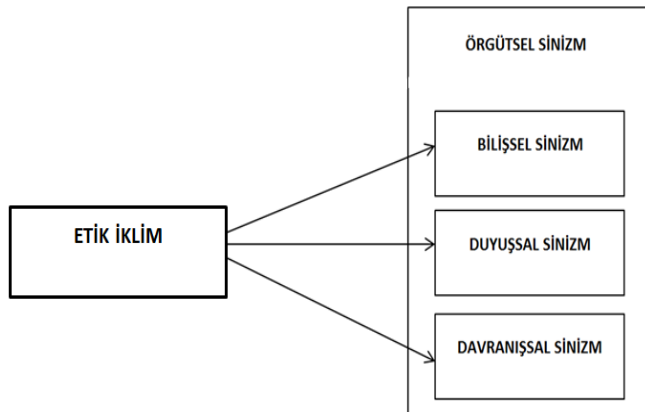 ÖRGÜTSEL SİNİZM
BİLİŞSEL SİNİZM
ETİK İKLİM
DUYUŞSAL SİNİZM
DAVRANIŞSAL SİNİZM